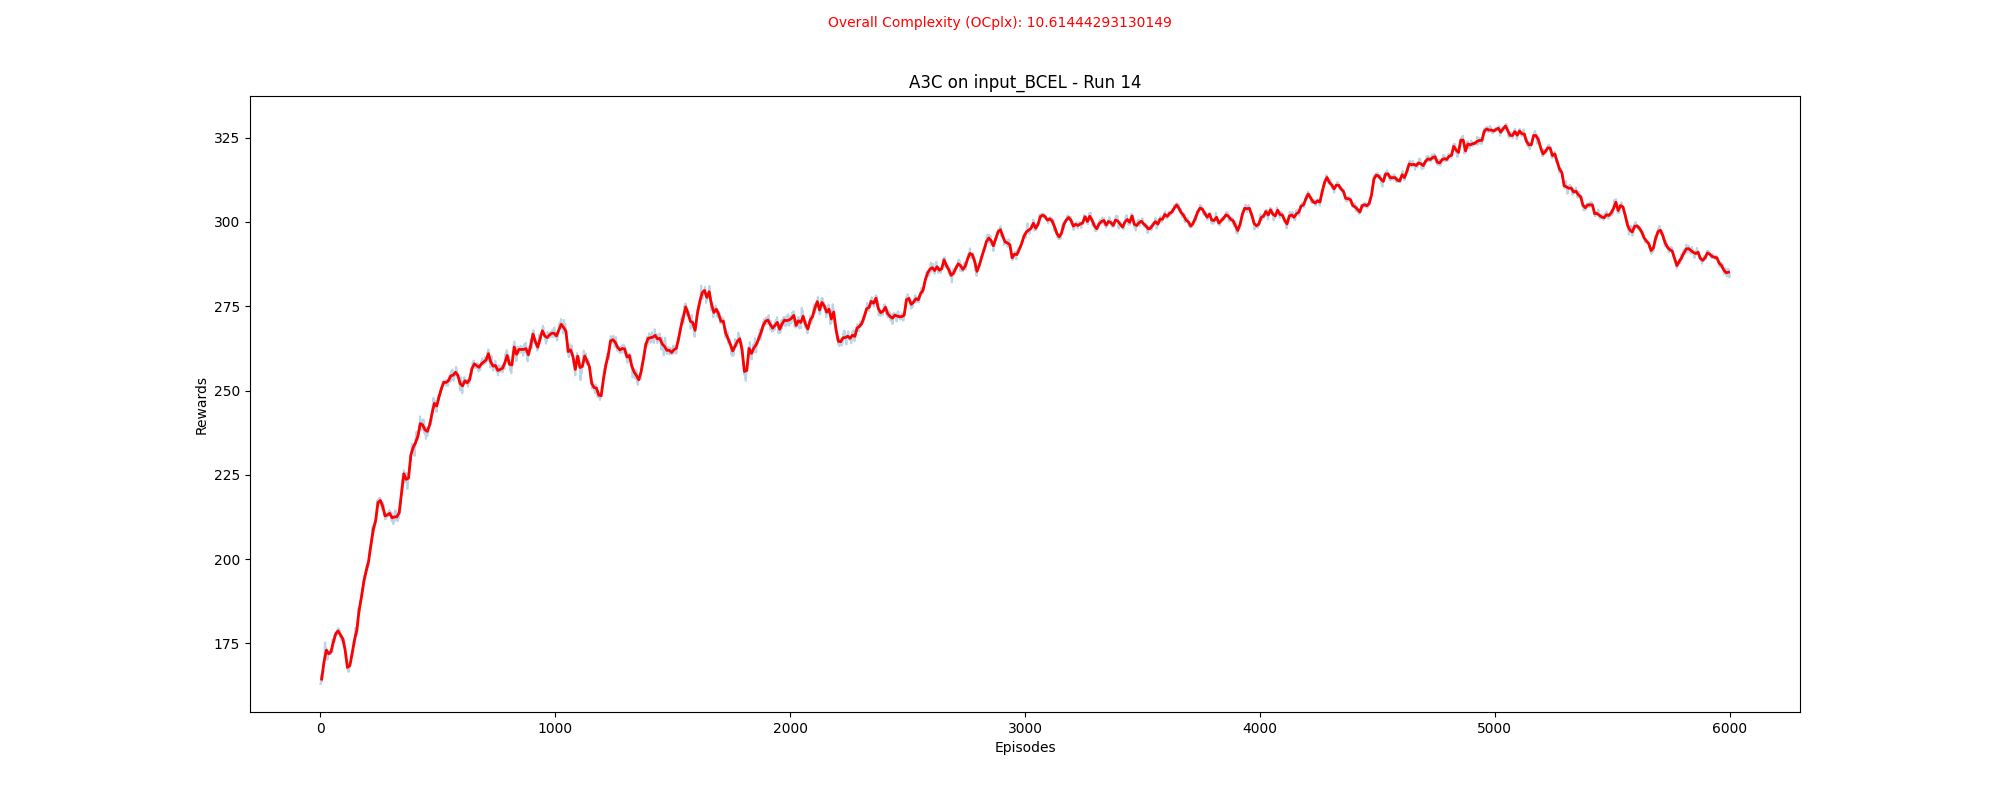 Overall Complexity (OCplx): 10.61444293130149
A3C on input_BCEL - Run 14
325
300
275
250
225
200
175
Rewards
0 1000 2000 3000 4000 5000 6000
Episodes